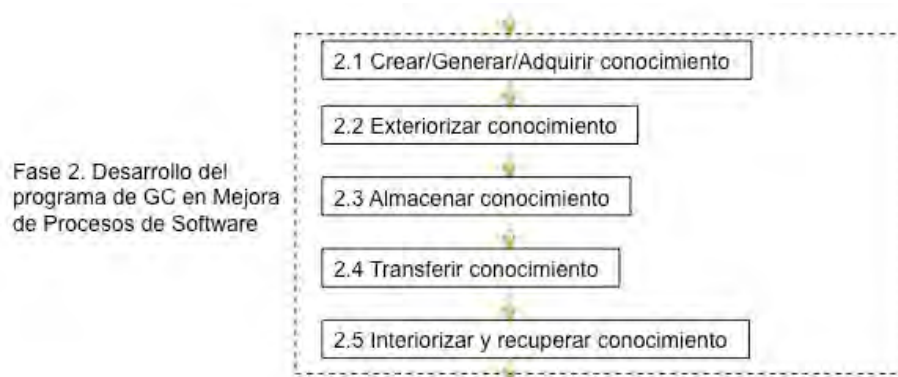 2.1 Crear/Generar/Adquirir conocimiento
2.2 Exteriorizar conocimiento
Fase 2. Desarrollo del
programa de GC en Mejora
de Procesos de Software
2.3 Almacenar conocimiento
2.4 Transferir conocimiento
2.5 Interiorizar y recuperar conocimiento